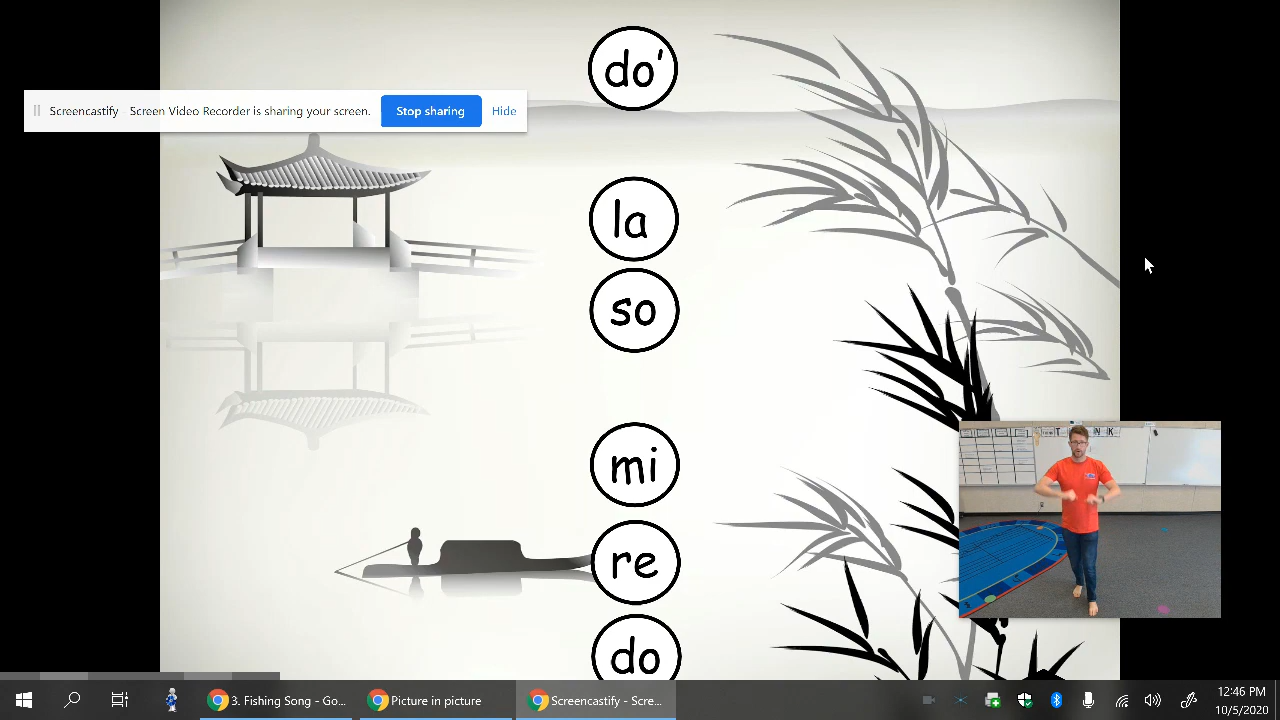 do'
Screencastify - Screen Video Recorder is sharing your screen.
Stop sharing
Hide
la
so
mi
re
do
T
N K
3. Fishing Song - Go...
Picture in picture
Screencastify - Scre...
12:46 PM
10/5/2020